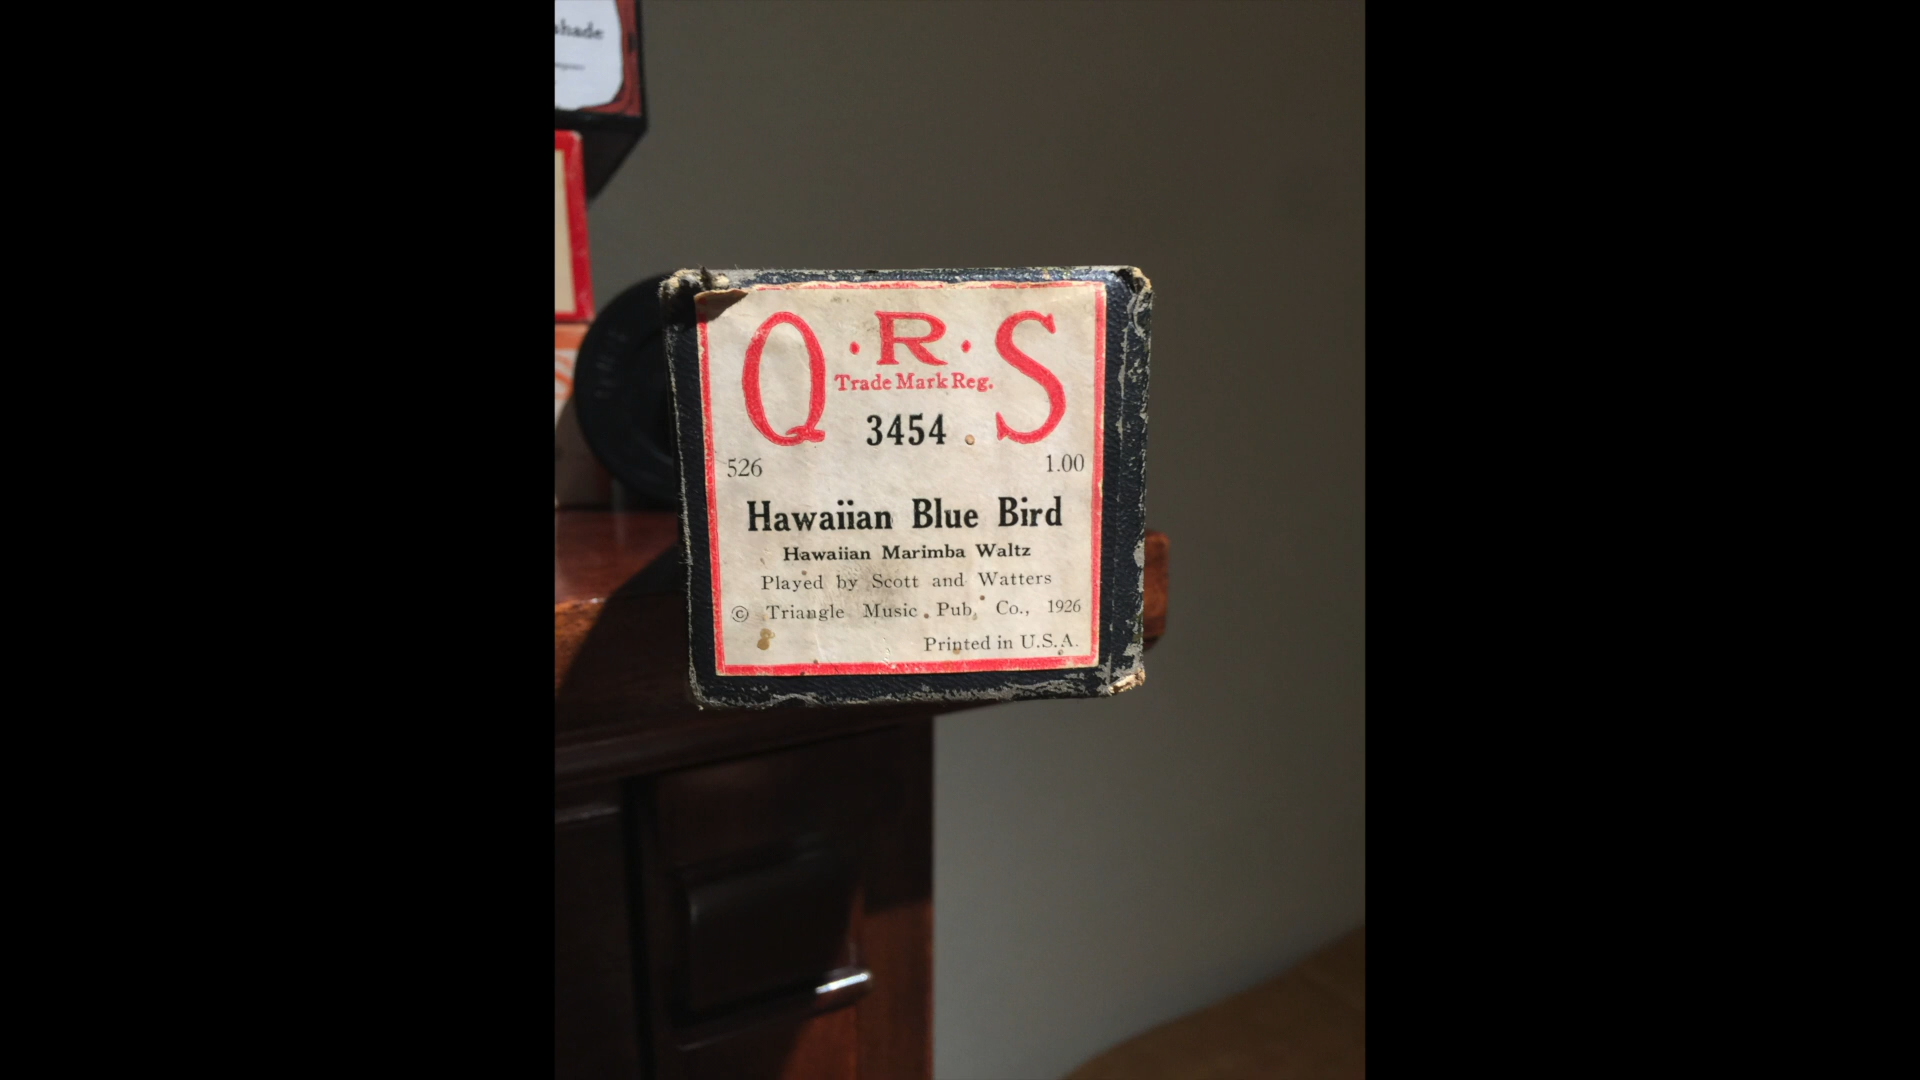 shade
Q·R·S
Trade Mark Reg.
3454
526 1.00
Hawaiian Blue Bird
Hawaiian Marimba Waltz
Played by Scott and Watters
© Triangle Music Pub. Co., 1926
Printed in U.S.A.